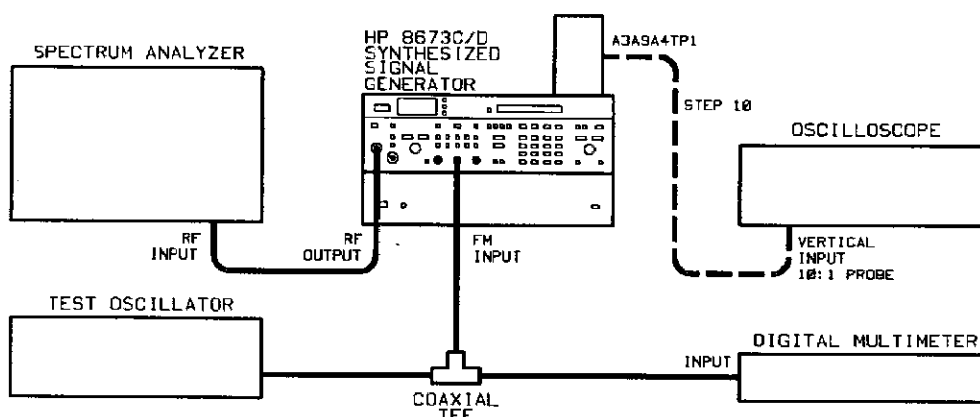 SPECTRUM ANALYZER
HP 8673C/D
SYNTHESIZED
SIGNAL
GENERATOR
A3A9A4TP1
STEP 10
OSCILLOSCOPE
RF
INPUT
RF
OUTPUT
FM
INPUT
VERTICAL
INPUT
10:1 PROBE
TEST OSCILLATOR
COAXIAL
TEE
INPUT
DIGITAL MULTIMETER